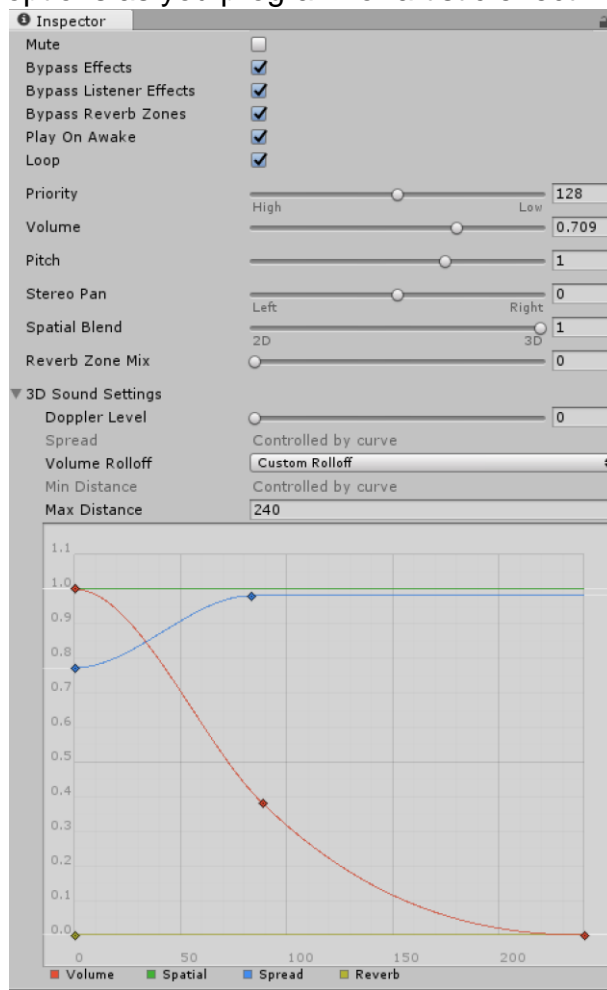 Inspector
Mute
Bypass Effects
Bypass Listener Effects
Bypass Reverb Zones
Play On Awake
Loop
Priority 128
High Low
Volume 0.709
Pitch 1
Stereo Pan 0
Left Right
Spatial Blend 1
2D 3D
Reverb Zone Mix 0
3D Sound Settings
Doppler Level 0
Spread Controlled by curve
Volume Rolloff Custom Rolloff
Min Distance Controlled by curve
Max Distance 240
1.1
1.0
0.9
0.8
0.7
0.6
0.5
0.4
0.3
0.2
0.1
0.0
0 50 100 150 200
Volume Spatial Spread Reverb